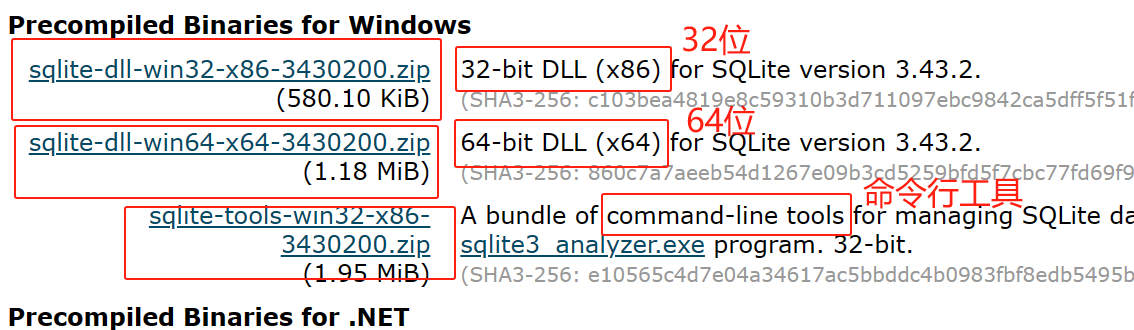 Precompiled Binaries for Windows
32位
sqlite-dll-win32-x86-3430200.zip
32-bit DLL (x86) for SQLite version 3.43.2.
(580.10 KiB)
(SHA3-256: c103bea4819e8c59310b3d711097ebc9842ca5dff5f51f
64位
sqlite-dll-win64-x64-3430200.zip
64-bit DLL (x64) for SQLite version 3.43.2.
(1.18 MiB)
(SHA3-256: 860c7a7aeeb54d1267e09b3cd5259bfd5f7cbc77fd69f9
命令行工具
sqlite-tools-win32-x86-
3430200.zip
(1.95 MiB)
A bundle of command-line tools for managing SQLite da
sqlite3_analyzer.exe program. 32-bit.
(SHA3-256: e10565c4d7e04a34617ac5bbddc4b0983fbf8edb5495b
Precompiled Binaries for .NET